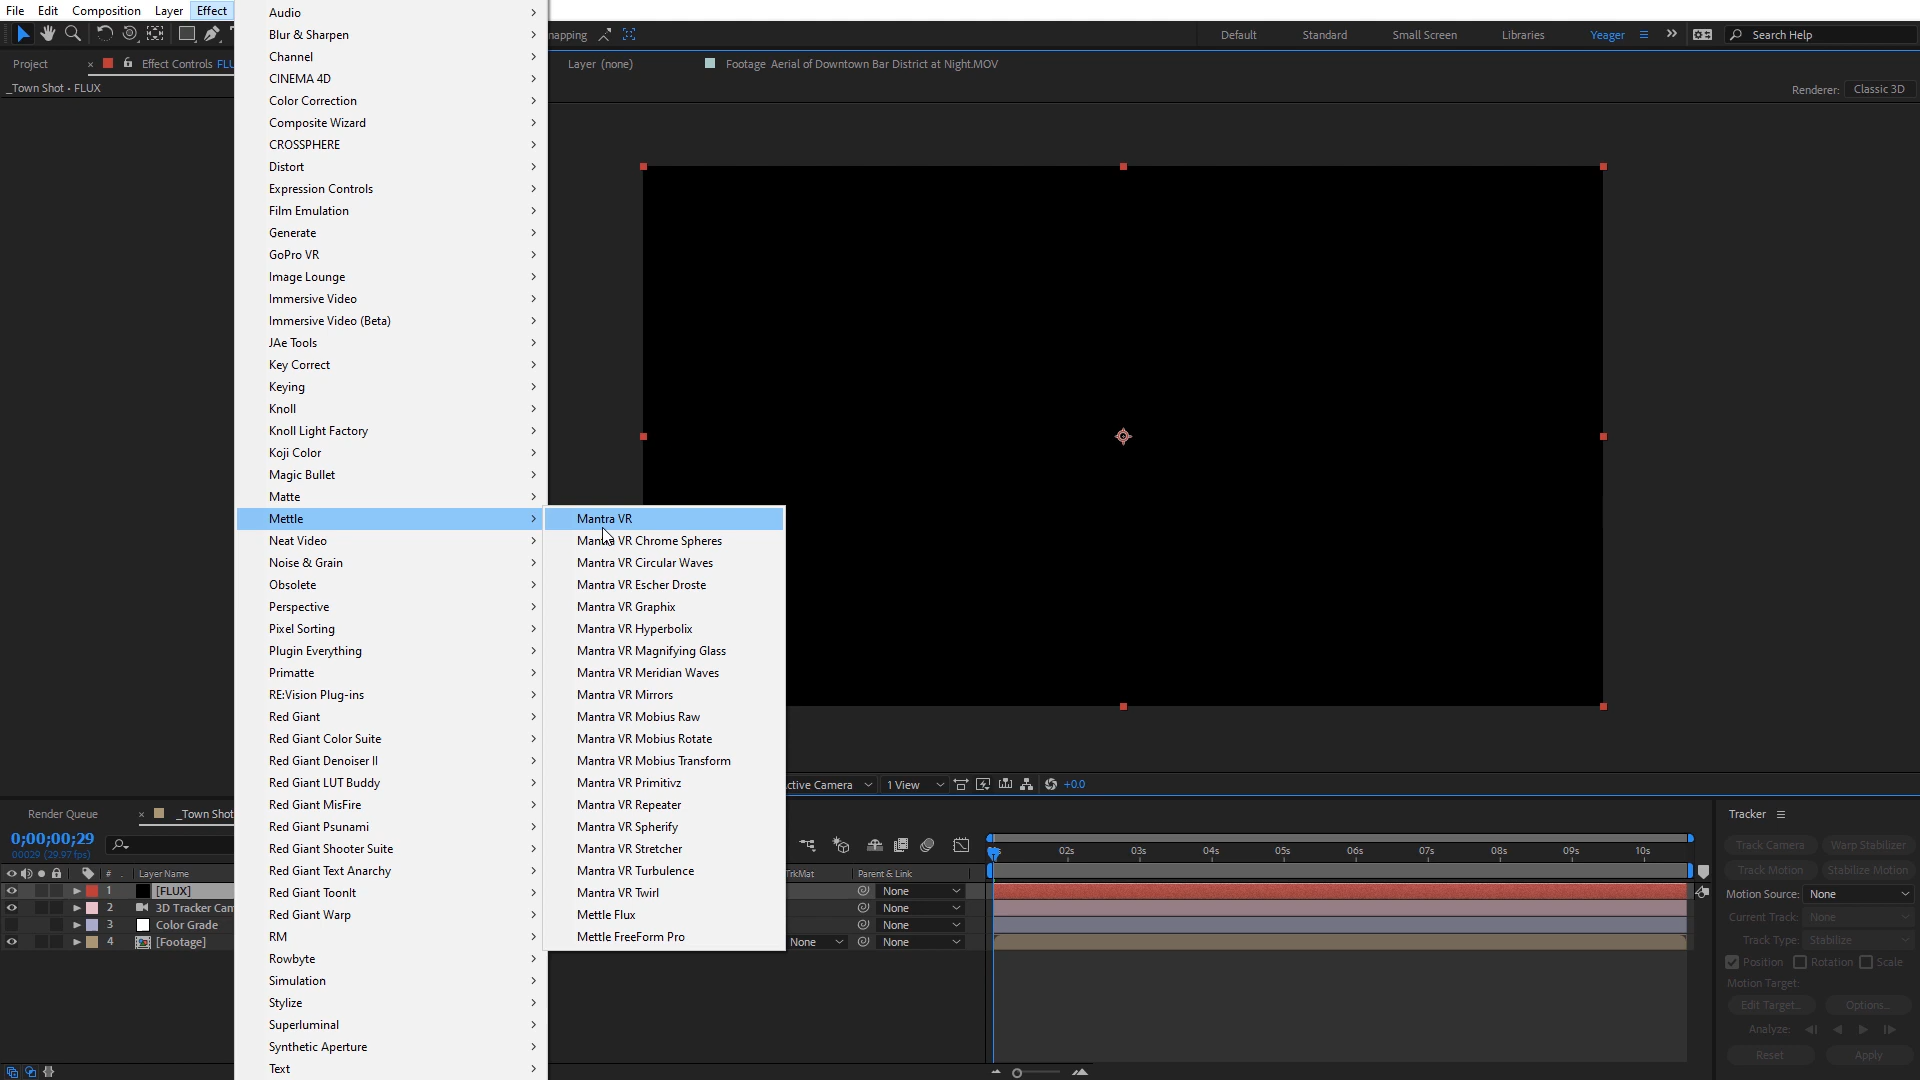 File Edit Composition Layer Effect
napping
Default Standard Small Screen Libraries Yeager Search Help
Project Effect Controls FLU
Layer (none) Footage Aerial of Downtown Bar District at Night.MOV
_Town Shot • FLUX
Renderer: Classic 3D
Audio
Blur & Sharpen
Channel
CINEMA 4D
Color Correction
Composite Wizard
CROSSPHERE
Distort
Expression Controls
Film Emulation
Generate
GoPro VR
Image Lounge
Immersive Video
Immersive Video (Beta)
JAe Tools
Key Correct
Keying
Knoll
Knoll Light Factory
Koji Color
Magic Bullet
Matte
Mettle
Neat Video
Noise & Grain
Obsolete
Perspective
Pixel Sorting
Plugin Everything
Primatte
RE:Vision Plug-ins
Red Giant
Red Giant Color Suite
Red Giant Denoiser II
Red Giant LUT Buddy
Red Giant MisFire
Red Giant Psunami
Red Giant Shooter Suite
Red Giant Text Anarchy
Red Giant ToonIt
Red Giant Warp
RM
Rowbyte
Simulation
Stylize
Superluminal
Synthetic Aperture
Text
Mantra VR
Mantra VR Chrome Spheres
Mantra VR Circular Waves
Mantra VR Escher Droste
Mantra VR Graphix
Mantra VR Hyperbolix
Mantra VR Magnifying Glass
Mantra VR Meridian Waves
Mantra VR Mirrors
Mantra VR Mobius Raw
Mantra VR Mobius Rotate
Mantra VR Mobius Transform
Mantra VR Primitivz
Mantra VR Repeater
Mantra VR Spherify
Mantra VR Stretcher
Mantra VR Turbulence
Mantra VR Twirl
Mettle Flux
Mettle FreeForm Pro
ctive Camera 1 View +0.0
Render Queue _Town Shot
0;00;00;29
00029 (29.97 fps)
# Layer Name
TrkMat Parent & Link
1 [FLUX] None
2 3D Tracker Cam None
3 Color Grade None
4 [Footage] None None
02s 03s 04s 05s 06s 07s 08s 09s 10s
Tracker
Track Camera Warp Stabilizer
Track Motion Stabilize Motion
Motion Source: None
Current Track: None
Track Type: Stabilize
Position Rotation Scale
Motion Target:
Edit Target... Options...
Analyze:
Reset Apply